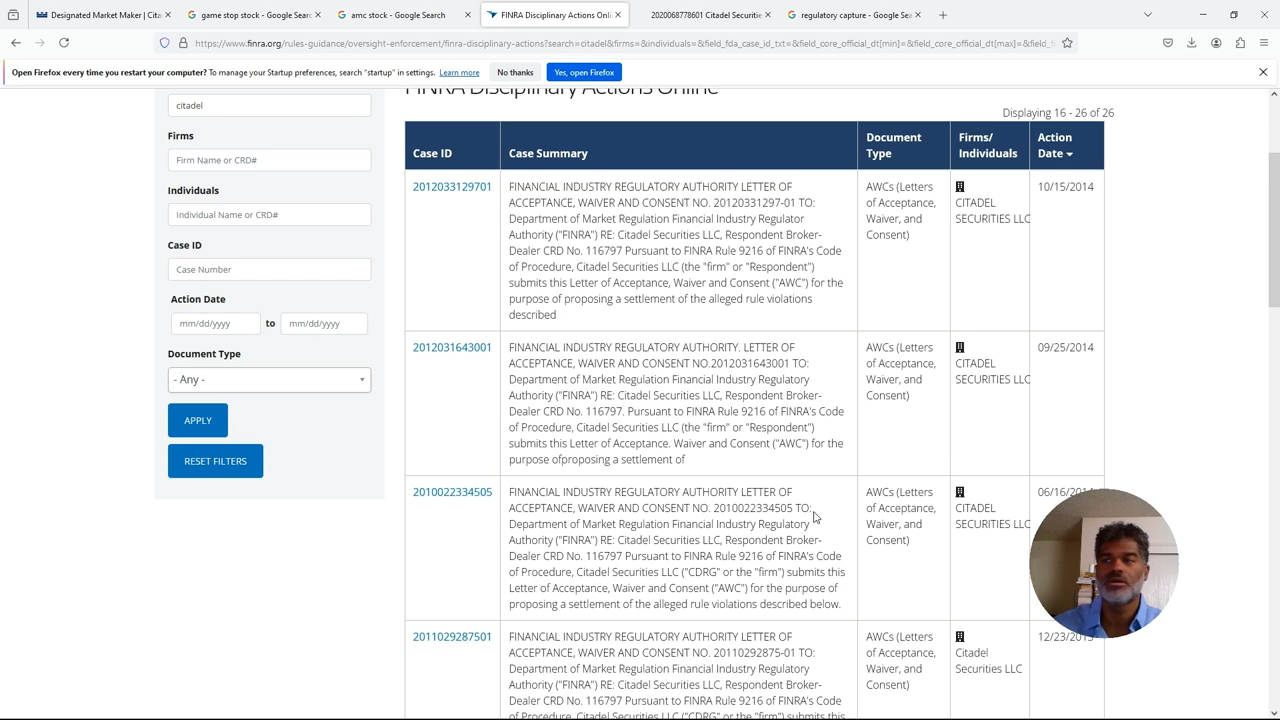 Designated Market Maker | Cita
game stop stock - Google Sear
amc stock - Google Search
FINRA Disciplinary Actions Onli
2020068778601 Citadel Securitie
regulatory capture - Google Sea
https://www.finra.org/rules-guidance/oversight-enforcement/finra-disciplinary-actions?search=citadel&firms=&individuals=&field_fda_case_id_txt=&field_core_official_dt[min]=&field_core_official_dt[max]=&field_f
Open Firefox every time you restart your computer? To manage your Startup preferences, search "startup" in settings. Learn more No thanks Yes, open Firefox
FINRA Disciplinary Actions Online
citadel
Firms
Firm Name or CRD#
Individuals
Individual Name or CRD#
Case ID
Case Number
Action Date
mm/dd/yyyy to mm/dd/yyyy
Document Type
- Any -
APPLY
RESET FILTERS
Displaying 16 - 26 of 26
Case ID
Case Summary
Document
Type
Firms/
Individuals
Action
Date
2012033129701
FINANCIAL INDUSTRY REGULATORY AUTHORITY LETTER OF
ACCEPTANCE, WAIVER AND CONSENT NO. 20120331297-01 TO:
Department of Market Regulation Financial Industry Regulator
Authority ("FINRA") RE: Citadel Securities LLC, Respondent Broker-
Dealer CRD No. 116797 Pursuant to FINRA Rule 9216 of FINRA's Code
of Procedure, Citadel Securities LLC (the "firm" or "Respondent")
submits this Letter of Acceptance, Waiver and Consent ("AWC") for the
purpose of proposing a settlement of the alleged rule violations
described
AWCs (Letters
of Acceptance,
Waiver, and
Consent)
CITADEL
SECURITIES LLC
10/15/2014
2012031643001
FINANCIAL INDUSTRY REGULATORY AUTHORITY. LETTER OF
ACCEPTANCE, WAIVER AND CONSENT NO.2012031643001 TO:
Department of Market Regulation Financial Industry Regulatory
Authority ("FINRA") RE: Citadel Securities LLC, Respondent Broker-
Dealer CRD No. 116797. Pursuant to FINRA Rule 9216 of FINRA's Code
of Procedure, Citadel Securities LLC (the "firm" or "Respondent")
submits this Letter of Acceptance. Waiver and Consent ("AWC") for the
purpose ofproposing a settlement of
AWCs (Letters
of Acceptance,
Waiver, and
Consent)
CITADEL
SECURITIES LLC
09/25/2014
2010022334505
FINANCIAL INDUSTRY REGULATORY AUTHORITY LETTER OF
ACCEPTANCE, WAIVER AND CONSENT NO. 2010022334505 TO:
Department of Market Regulation Financial Industry Regulatory
Authority ("FINRA") RE: Citadel Securities LLC, Respondent Broker-
Dealer CRD No. 116797 Pursuant to FINRA Rule 9216 of FINRA's Code
of Procedure, Citadel Securities LLC ("CDRG" or the "firm") submits this
Letter of Acceptance, Waiver and Consent ("AWC") for the purpose of
proposing a settlement of the alleged rule violations described below.
AWCs (Letters
of Acceptance,
Waiver, and
Consent)
CITADEL
SECURITIES LLC
06/16/2014
2011029287501
FINANCIAL INDUSTRY REGULATORY AUTHORITY LETTER OF
ACCEPTANCE, WAIVER AND CONSENT NO. 20110292875-01 TO:
Department of Market Regulation Financial Industry Regulatory
Authority ("FINRA") RE: Citadel Securities LLC, Respondent Broker-
Dealer CRD No. 116797 Pursuant to FINRA Rule 9216 of FINRA's Code
of Procedure, Citadel Securities LLC (the "firm") submits this
AWCs (Letters
of Acceptance,
Waiver, and
Consent)
Citadel
Securities LLC
12/23/2013